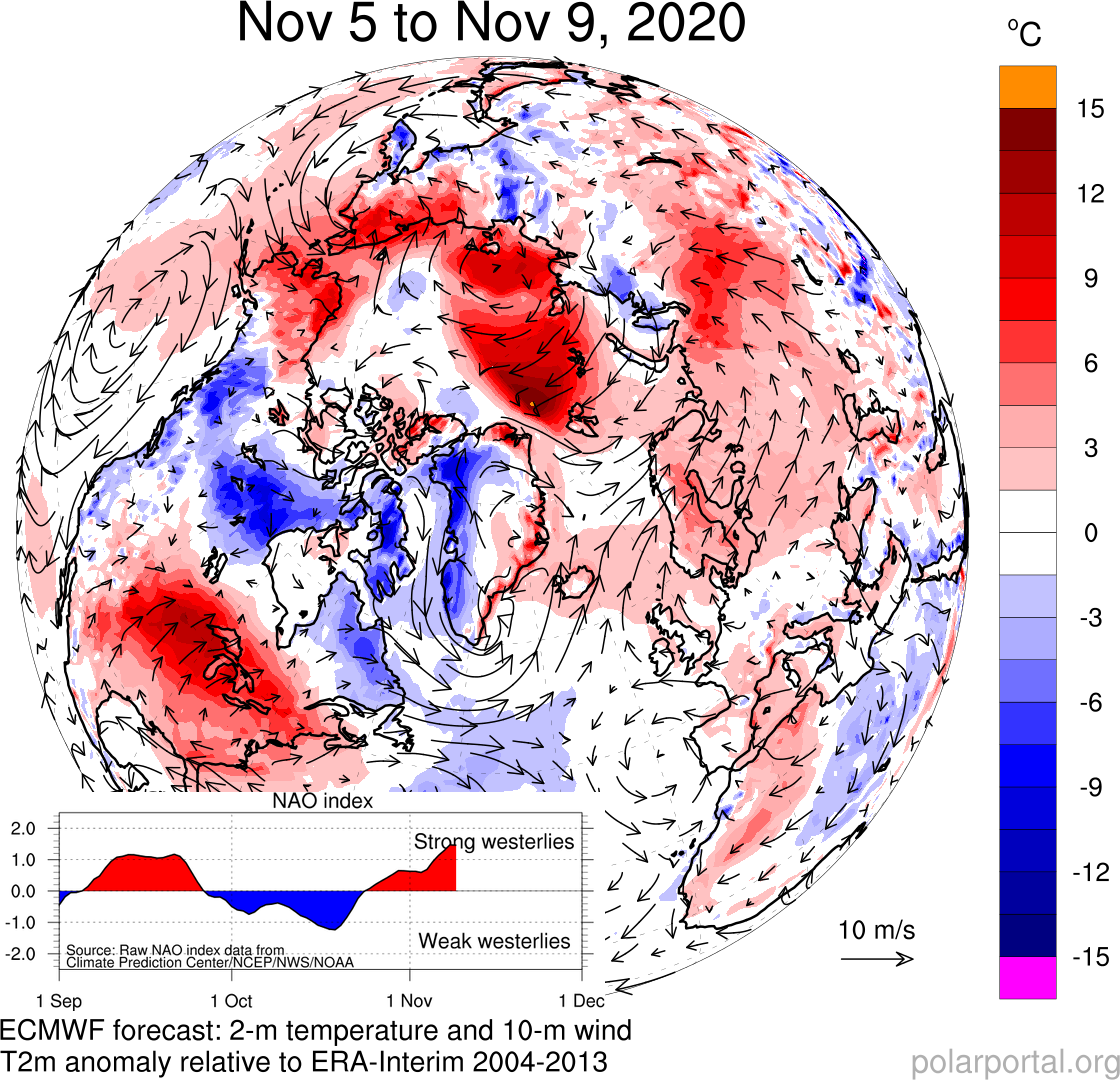 Nov 5 to Nov 9, 2020
°C
15
12
9
6
3
0
-3
-6
-9
-12
-15
10 m/s
NAO index
2.0
1.0
0.0
-1.0
-2.0
Strong westerlies
Weak westerlies
Source: Raw NAO index data from
Climate Prediction Center/NCEP/NWS/NOAA
1 Sep
1 Oct
1 Nov
1 Dec
ECMWF forecast: 2-m temperature and 10-m wind
T2m anomaly relative to ERA-Interim 2004-2013
polarportal.org